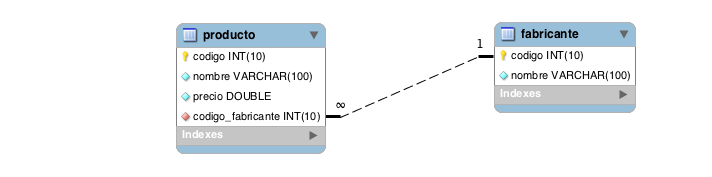 producto
codigo INT(10)
nombre VARCHAR(100)
precio DOUBLE
codigo_fabricante INT(10)
Indexes
∞
1
fabricante
codigo INT(10)
nombre VARCHAR(100)
Indexes